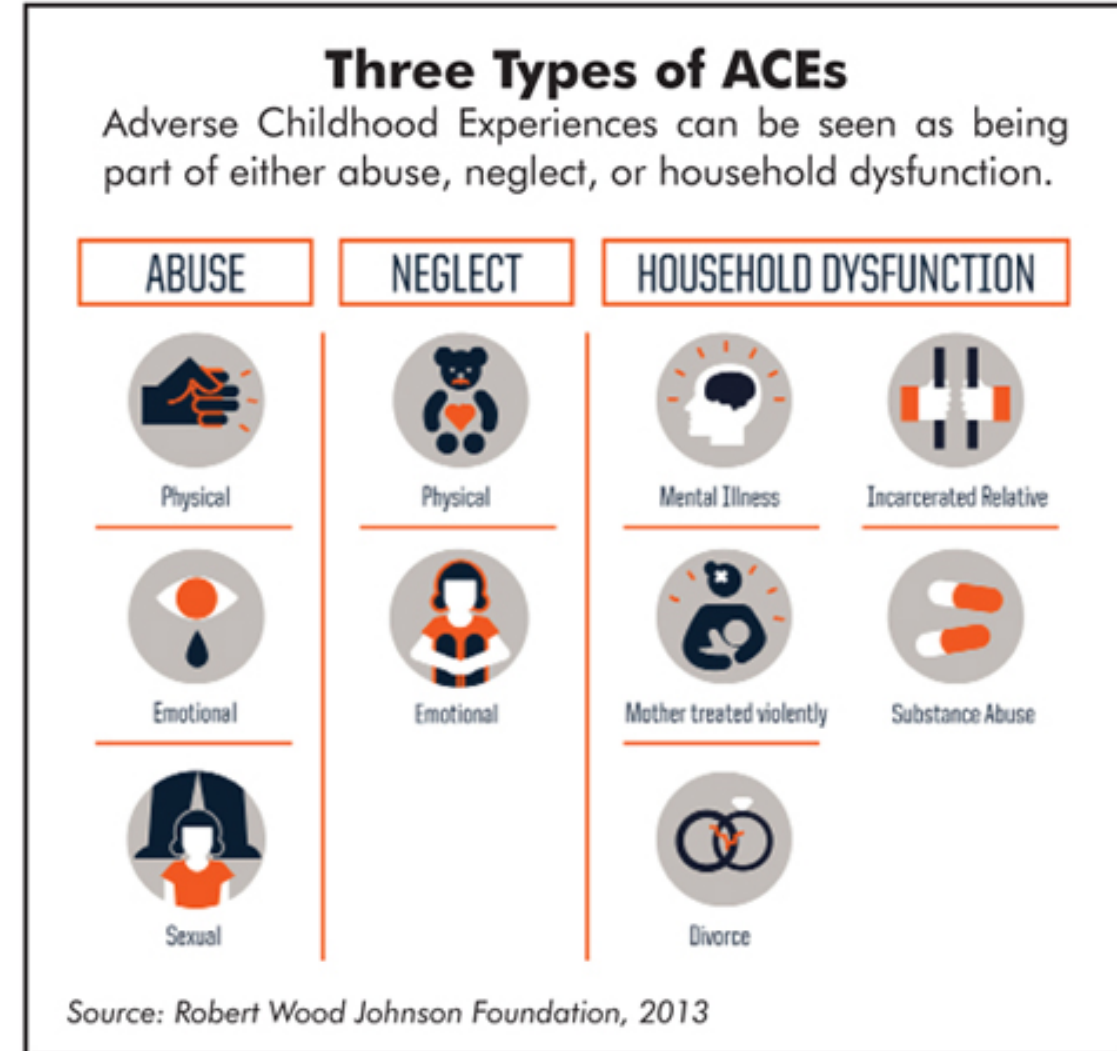 Three Types of ACEs
Adverse Childhood Experiences can be seen as being
part of either abuse, neglect, or household dysfunction.
ABUSE
NEGLECT
HOUSEHOLD DYSFUNCTION
Physical
Physical
Mental Illness
Incarcerated Relative
Emotional
Emotional
Mother treated violently
Substance Abuse
Sexual
Divorce
Source: Robert Wood Johnson Foundation, 2013